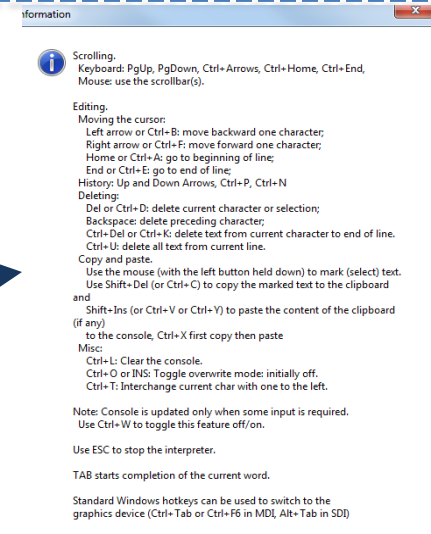 nformation
Scrolling.
Keyboard: PgUp, PgDown, Ctrl+Arrows, Ctrl+Home, Ctrl+End,
Mouse: use the scrollbar(s).
Editing.
Moving the cursor:
Left arrow or Ctrl+B: move backward one character;
Right arrow or Ctrl+F: move forward one character;
Home or Ctrl+A: go to beginning of line;
End or Ctrl+E: go to end of line;
History: Up and Down Arrows, Ctrl+P, Ctrl+N
Deleting:
Del or Ctrl+D: delete current character or selection;
Backspace: delete preceding character;
Ctrl+Del or Ctrl+K: delete text from current character to end of line.
Ctrl+U: delete all text from current line.
Copy and paste.
Use the mouse (with the left button held down) to mark (select) text.
Use Shift+Del (or Ctrl+C) to copy the marked text to the clipboard
and
Shift+Ins (or Ctrl+V or Ctrl+Y) to paste the content of the clipboard
(if any)
to the console, Ctrl+X first copy then paste
Misc:
Ctrl+L: Clear the console.
Ctrl+O or INS: Toggle overwrite mode: initially off.
Ctrl+T: Interchange current char with one to the left.
Note: Console is updated only when some input is required.
Use Ctrl+W to toggle this feature off/on.
Use ESC to stop the interpreter.
TAB starts completion of the current word.
Standard Windows hotkeys can be used to switch to the
graphics device (Ctrl+Tab or Ctrl+F6 in MDI, Alt+Tab in SDI)